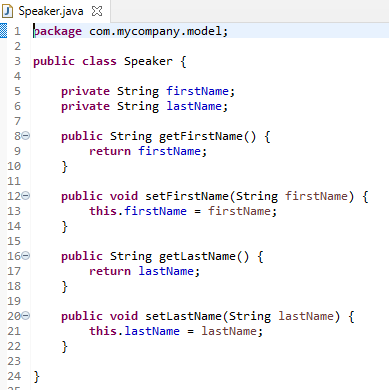 Speaker.java
1 package com.mycompany.model;
2
3 public class Speaker {
4
5     private String firstName;
6     private String lastName;
7
8     public String getFirstName() {
9         return firstName;
10     }
11
12     public void setFirstName(String firstName) {
13         this.firstName = firstName;
14     }
15
16     public String getLastName() {
17         return lastName;
18     }
19
20     public void setLastName(String lastName) {
21         this.lastName = lastName;
22     }
23
24 }